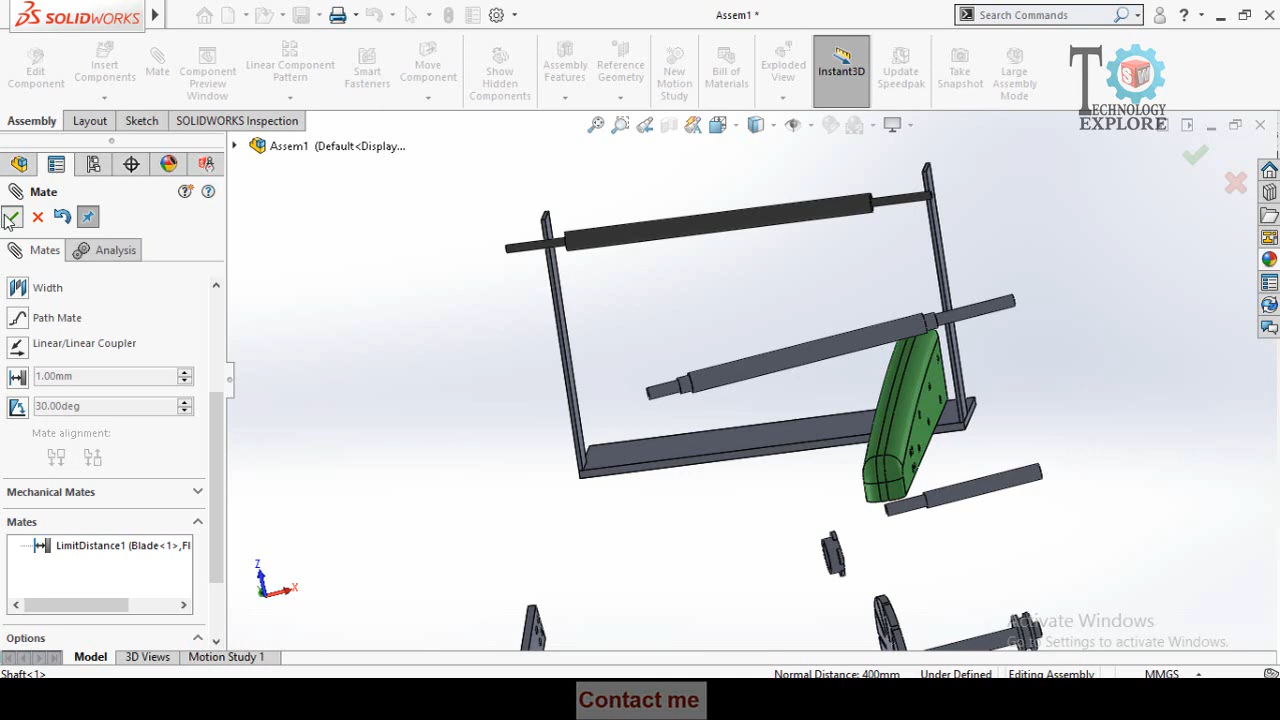 SOLIDWORKS
Assem1 *
Search Commands
Edit Component
Insert Components
Mate
Component Preview Window
Linear Component Pattern
Smart Fasteners
Move Component
Show Hidden Components
Assembly Features
Reference Geometry
New Motion Study
Bill of Materials
Exploded View
Instant3D
Update Speedpak
Take Snapshot
Large Assembly Mode
TECHNOLOGY
EXPLORE
SW
Assembly
Layout
Sketch
SOLIDWORKS Inspection
Assem1 (Default<Display...
Mate
Mates
Analysis
Width
Path Mate
Linear/Linear Coupler
1.00mm
30.00deg
Mate alignment:
Mechanical Mates
Mates
LimitDistance1 (Blade<1>,Fl
Options
Z
X
Activate Windows
Go to Settings to activate Windows.
Model
3D Views
Motion Study 1
Shaft<1>
Normal Distance: 400mm
Under Defined
Editing Assembly
MMGS
Contact me